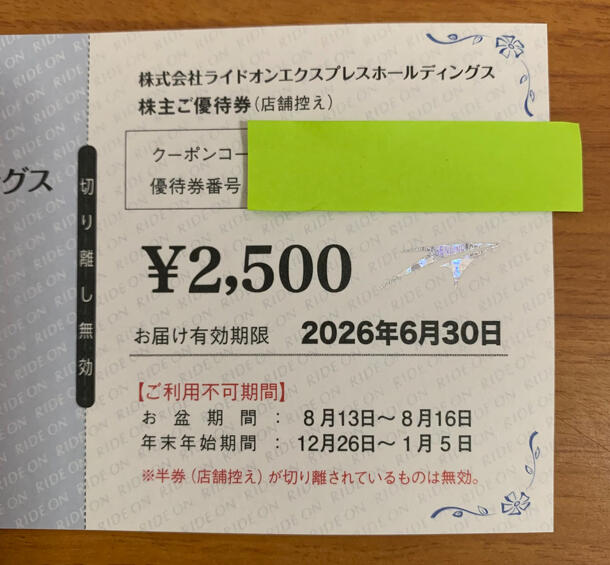 株式会社ライドオンエクスプレスホールディングス
株主ご優待券(店舗控え)
クーポンコー
優待券番号
ングス
切り離し無効
¥2,500
GENUINE
お届け有効期限 2026年6月30日
【ご利用不可期間】
お盆期間: 8月13日〜8月16日
年末年始期間: 12月26日〜1月5日
※半券(店舗控え)が切り離されているものは無効。
RIDE ON